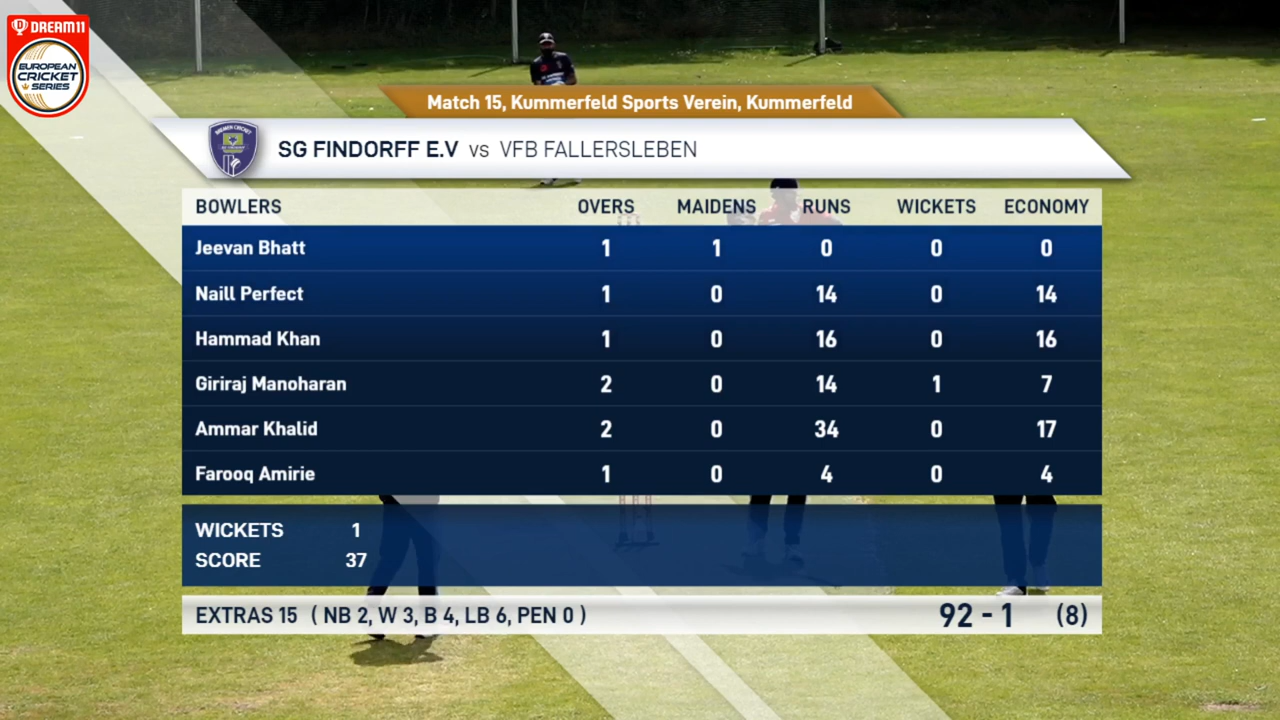 DREAM11
EUROPEAN
CRICKET
SERIES
Match 15, Kummerfeld Sports Verein, Kummerfeld
SG FINDORFF E.V vs VFB FALLERSLEBEN
BOWLERS OVERS MAIDENS RUNS WICKETS ECONOMY
Jeevan Bhatt 1 1 0 0 0
Naill Perfect 1 0 14 0 14
Hammad Khan 1 0 16 0 16
Giriraj Manoharan 2 0 14 1 7
Ammar Khalid 2 0 34 0 17
Farooq Amirie 1 0 4 0 4
WICKETS 1
SCORE 37
EXTRAS 15 ( NB 2, W 3, B 4, LB 6, PEN 0 ) 92 - 1 (8)